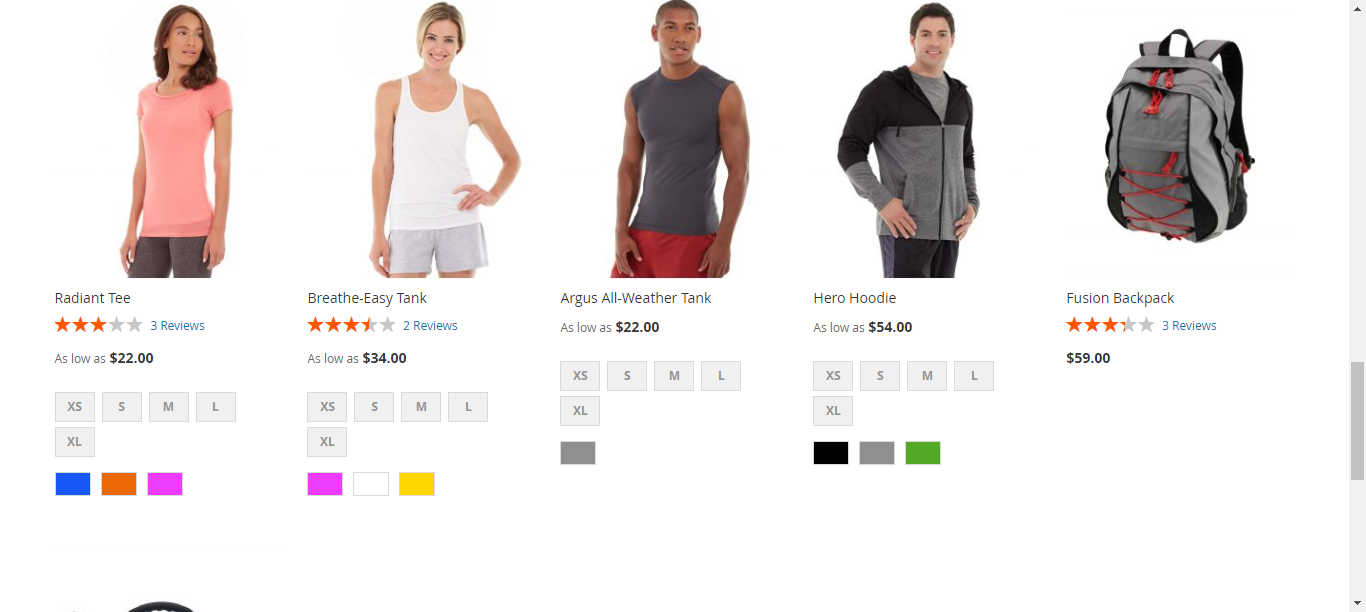 Radiant Tee
3 Reviews
As low as $22.00
XS S M L
XL
Breathe-Easy Tank
2 Reviews
As low as $34.00
XS S M L
XL
Argus All-Weather Tank
As low as $22.00
XS S M L
XL
Hero Hoodie
As low as $54.00
XS S M L
XL
Fusion Backpack
3 Reviews
$59.00